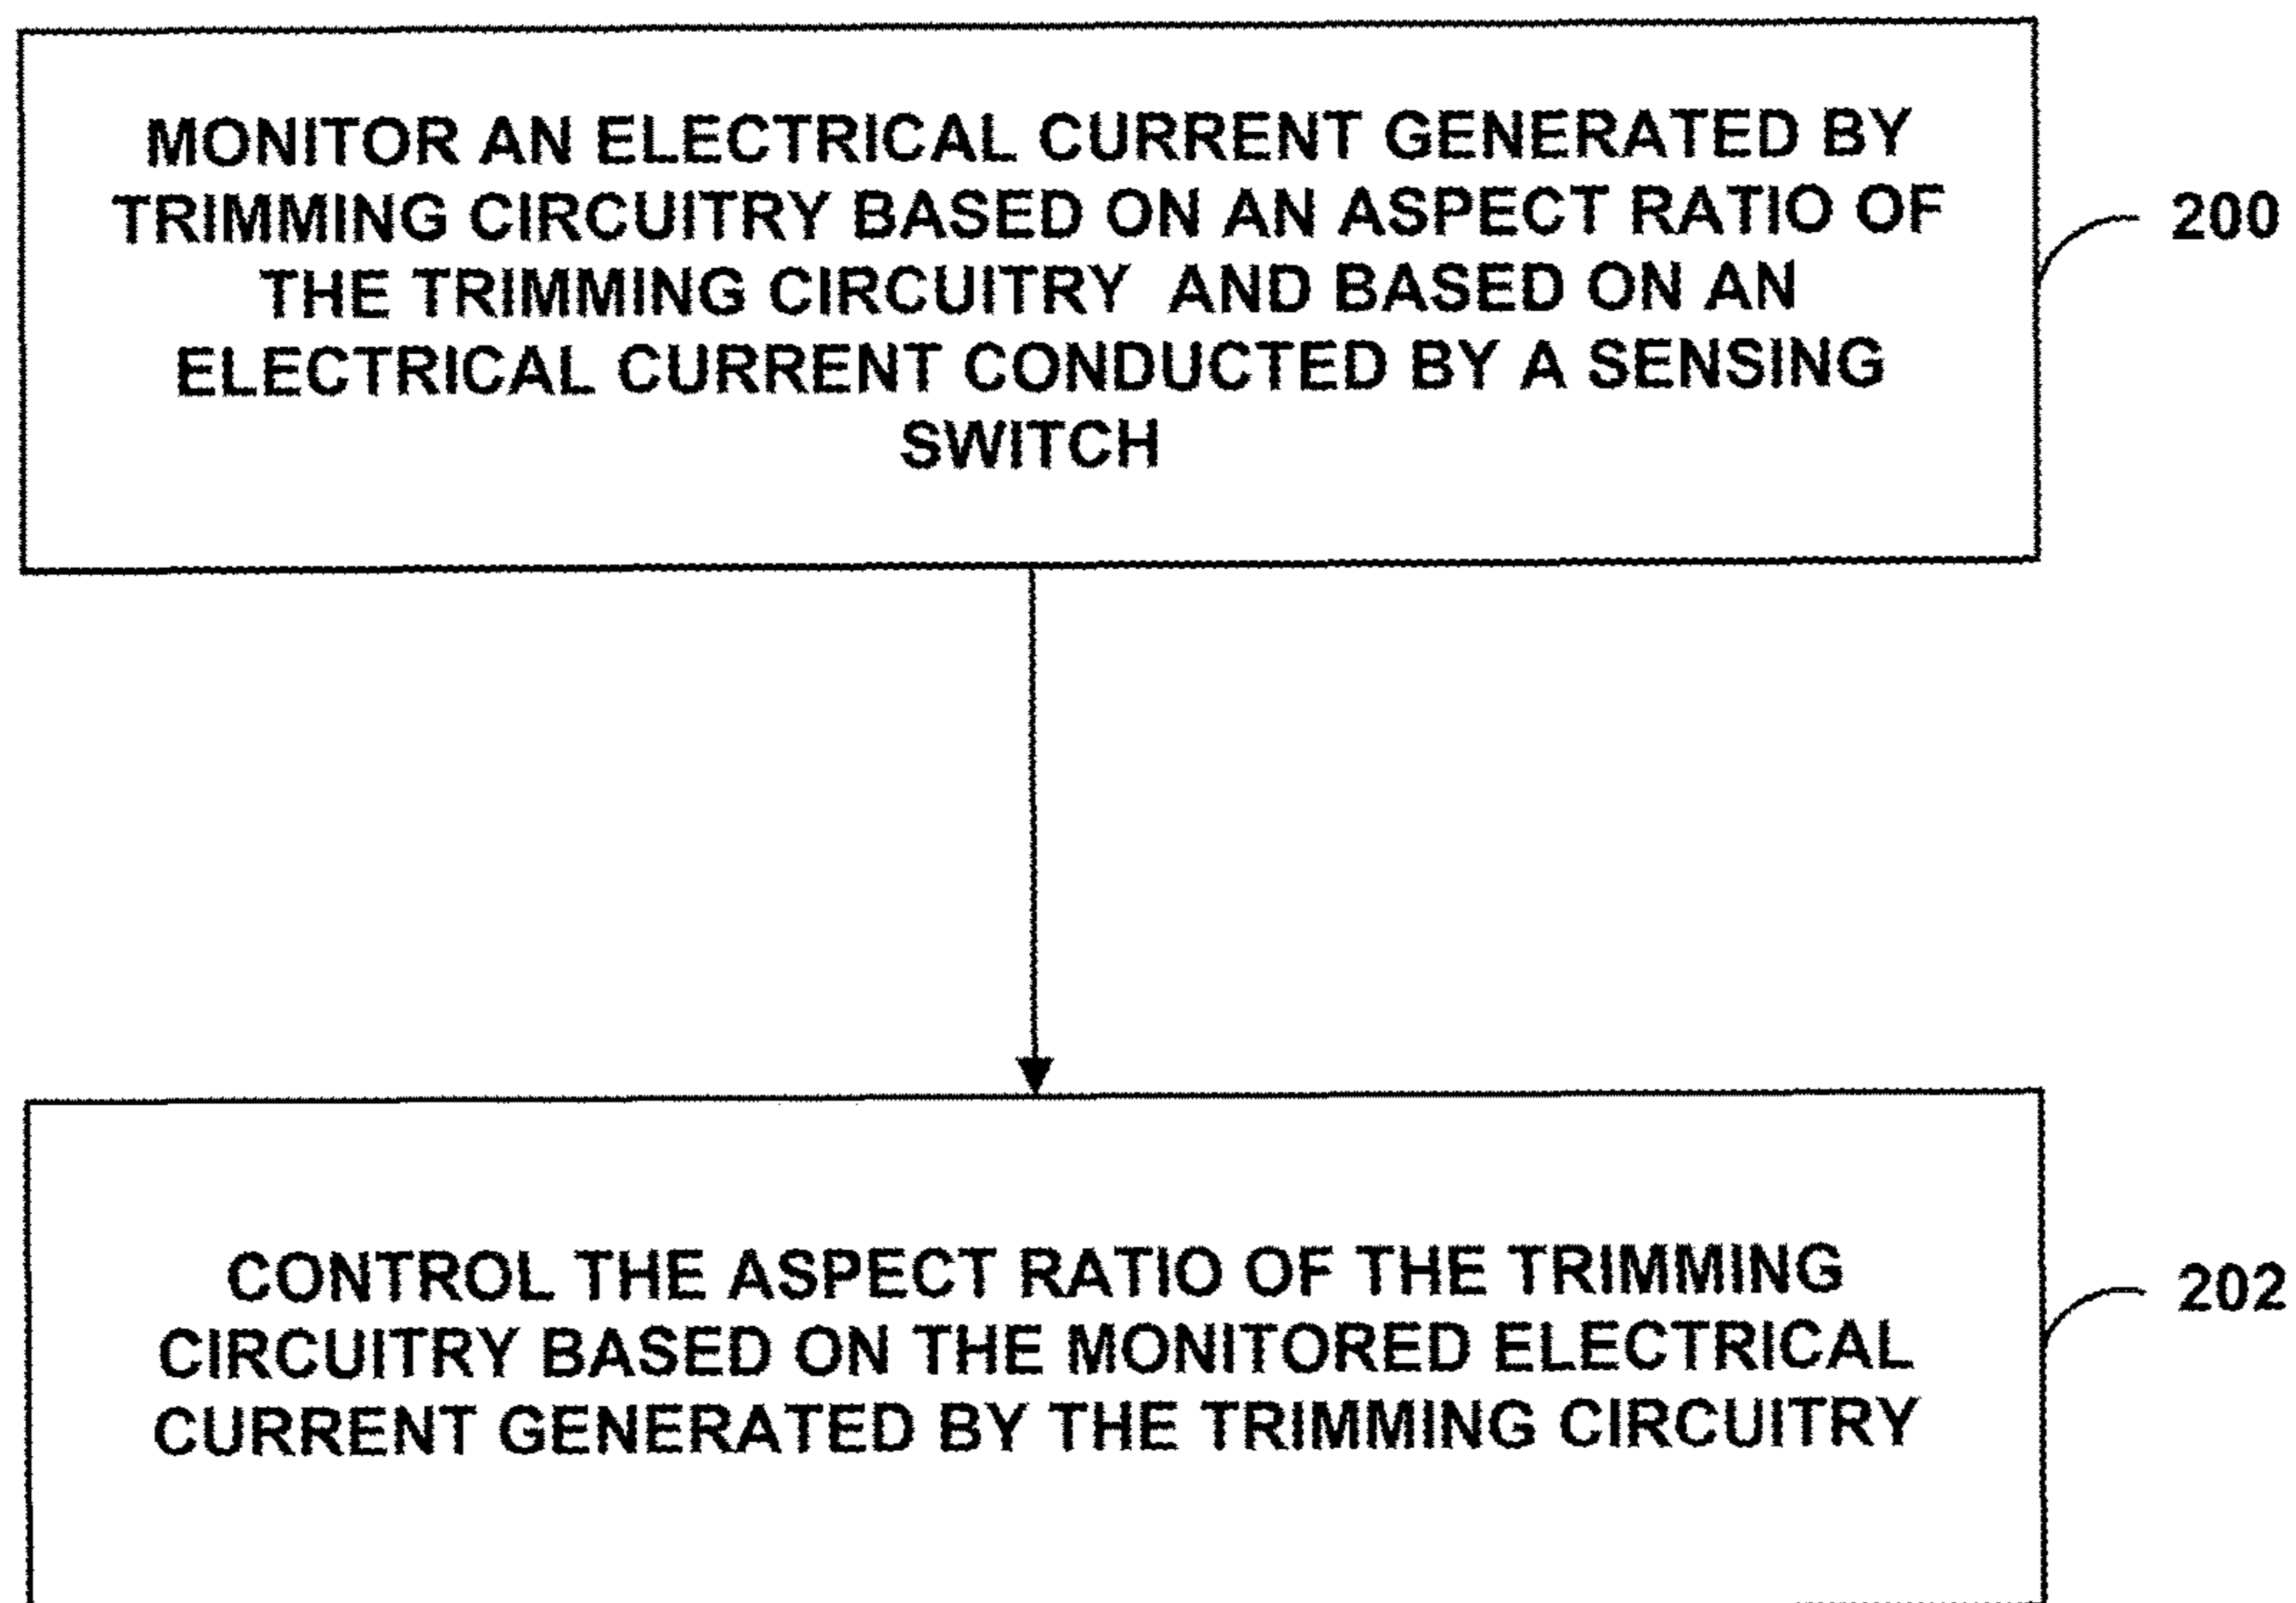 MONITOR AN ELECTRICAL CURRENT GENERATED BY
TRIMMING CIRCUITRY BASED ON AN ASPECT RATIO OF
THE TRIMMING CIRCUITRY AND BASED ON AN
ELECTRICAL CURRENT CONDUCTED BY A SENSING
SWITCH
200
CONTROL THE ASPECT RATIO OF THE TRIMMING
CIRCUITRY BASED ON THE MONITORED ELECTRICAL
CURRENT GENERATED BY THE TRIMMING CIRCUITRY
202